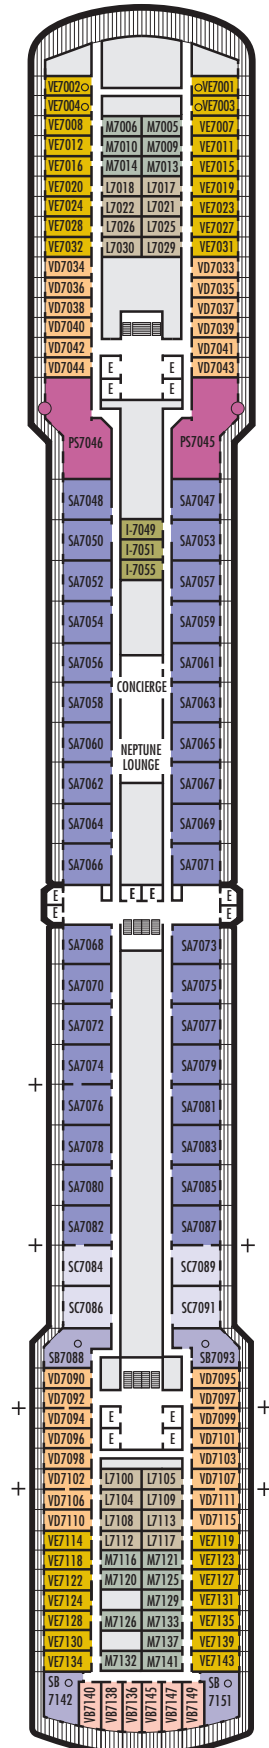 VE7002 VE7001
VE7004 VE7003
VE7008 M7006 M7005 VE7007
VE7012 M7010 M7009 VE7011
VE7016 M7014 M7013 VE7015
VE7020 L7018 L7017 VE7019
VE7024 L7022 L7021 VE7023
VE7028 L7026 L7025 VE7027
VE7032 L7030 L7029 VE7031
VD7034 VD7033
VD7036 VD7035
VD7038 VD7037
VD7040 VD7039
VD7042 VD7041
VD7044 E E VD7043
E E
PS7046 PS7045
SA7048 SA7047
I-7049
SA7050 I-7051 SA7053
I-7055
SA7052 SA7057
SA7054 SA7059
SA7056 SA7061
CONCIERGE
SA7058 SA7063
SA7060 NEPTUNE SA7065
LOUNGE
SA7062 SA7067
SA7064 SA7069
SA7066 SA7071
E E E E
E E
SA7068 SA7073
SA7070 SA7075
SA7072 SA7077
SA7074 SA7079
SA7076 SA7081
SA7078 SA7083
SA7080 SA7085
SA7082 SA7087
SC7084 SC7089
SC7086 SC7091
SB7088 SB7093
VD7090 VD7095
VD7092 VD7097
VD7094 E E VD7099
VD7096 E E VD7101
VD7098 VD7103
VD7102 L7100 L7105 VD7107
VD7106 L7104 L7109 VD7111
VD7110 L7108 L7113 VD7115
VE7114 L7112 L7117 VE7119
VE7118 M7116 M7121 VE7123
VE7122 M7120 M7125 VE7127
VE7124 M7129 VE7131
VE7128 M7126 M7133 VE7135
VE7130 M7137 VE7139
VE7134 M7132 M7141 VE7143
SB 7142 VB7140 VB7138 VB7136 VB7145 VB7147 VB7149 SB 7151